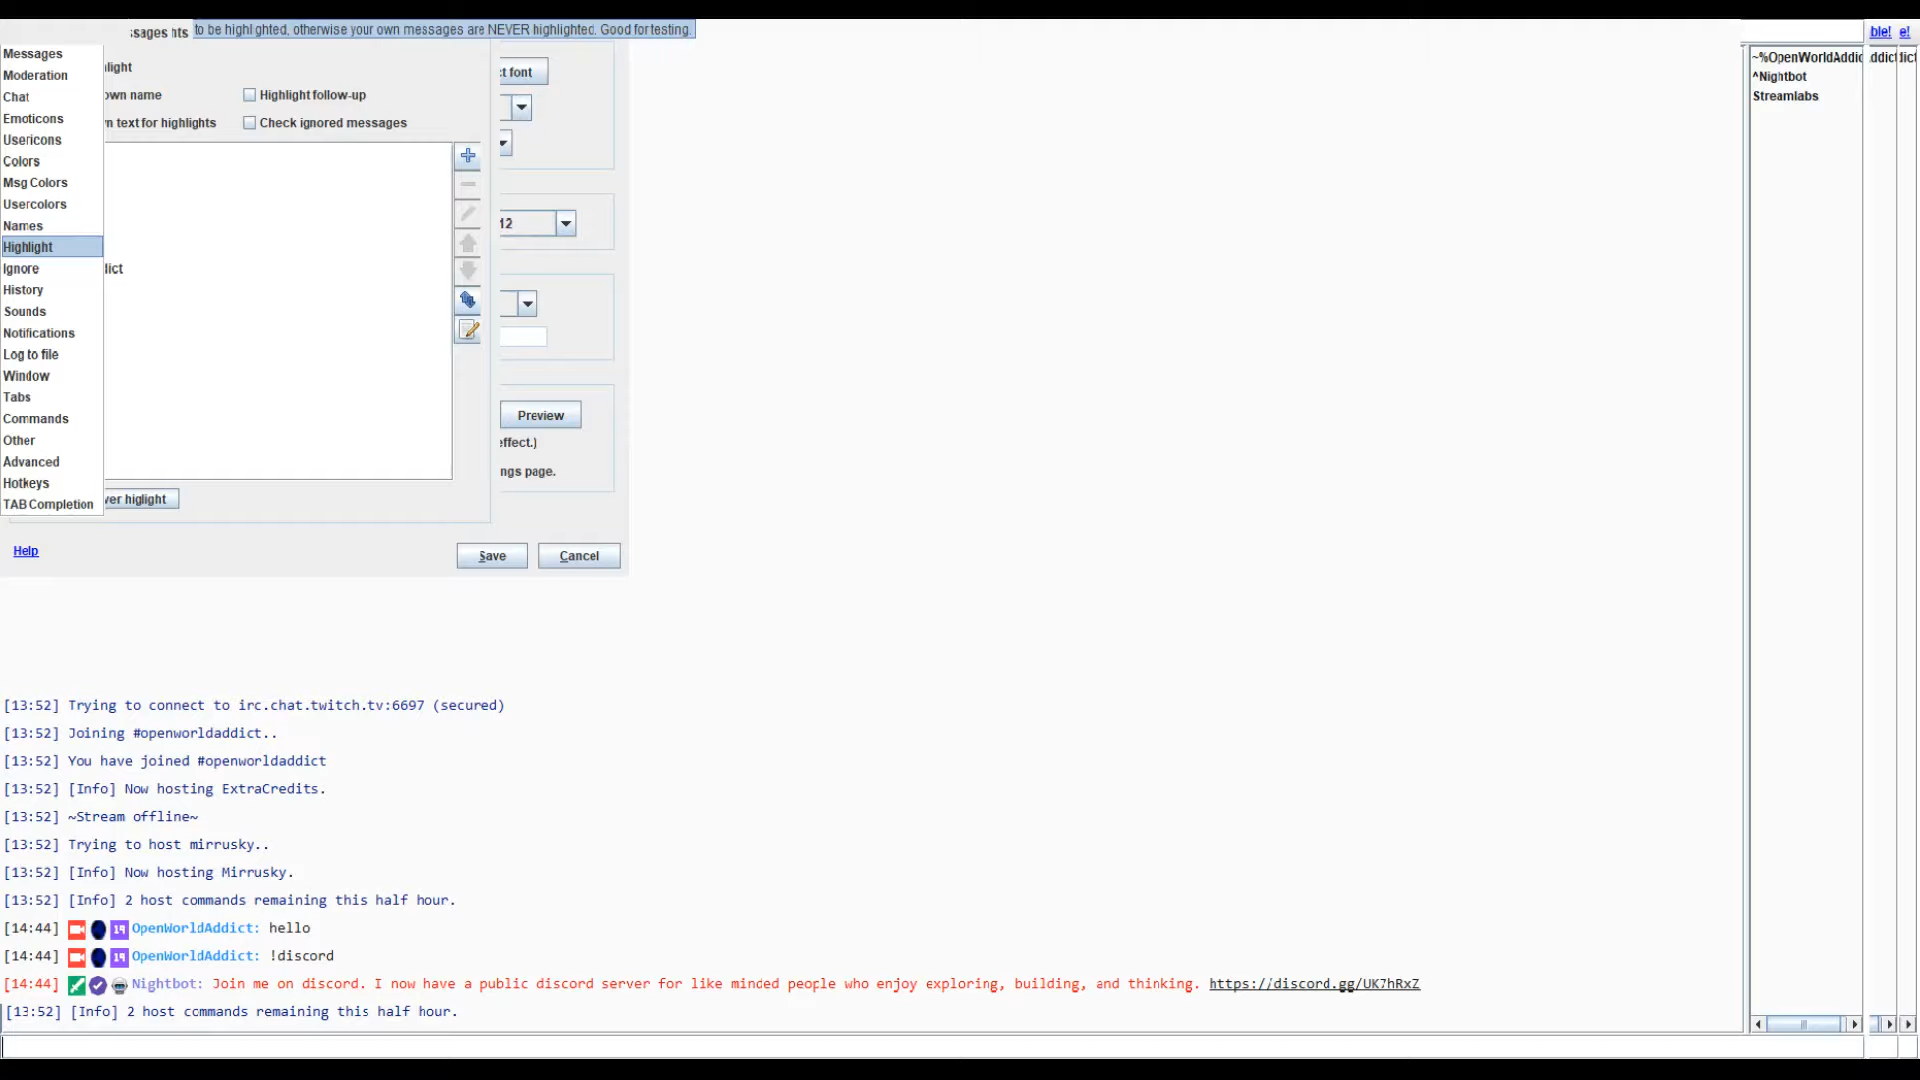 ssages hts to be highlighted, otherwise your own messages are NEVER highlighted. Good for testing.
ble! e!
Messages
hlight
Moderation
t font
Chat
own name
Highlight follow-up
Emoticons
n text for highlights
Check ignored messages
Usericons
Colors
Msg Colors
Usercolors
Names
12
Highlight
Ignore
dict
History
Sounds
Notifications
Log to file
Window
Tabs
Commands
Preview
Other
effect.)
Advanced
ngs page.
Hotkeys
TAB Completion
ver higlight
Help
Save
Cancel
~%OpenWorldAddic
ddict
dict
^Nightbot
Streamlabs
[13:52] Trying to connect to irc.chat.twitch.tv:6697 (secured)
[13:52] Joining #openworldaddict..
[13:52] You have joined #openworldaddict
[13:52] [Info] Now hosting ExtraCredits.
[13:52] ~Stream offline~
[13:52] Trying to host mirrusky..
[13:52] [Info] Now hosting Mirrusky.
[13:52] [Info] 2 host commands remaining this half hour.
[14:44] 19 OpenWorldAddict: hello
[14:44] 19 OpenWorldAddict: !discord
[14:44] Nightbot: Join me on discord. I now have a public discord server for like minded people who enjoy exploring, building, and thinking. https://discord.gg/UK7hRxZ
[13:52] [Info] 2 host commands remaining this half hour.